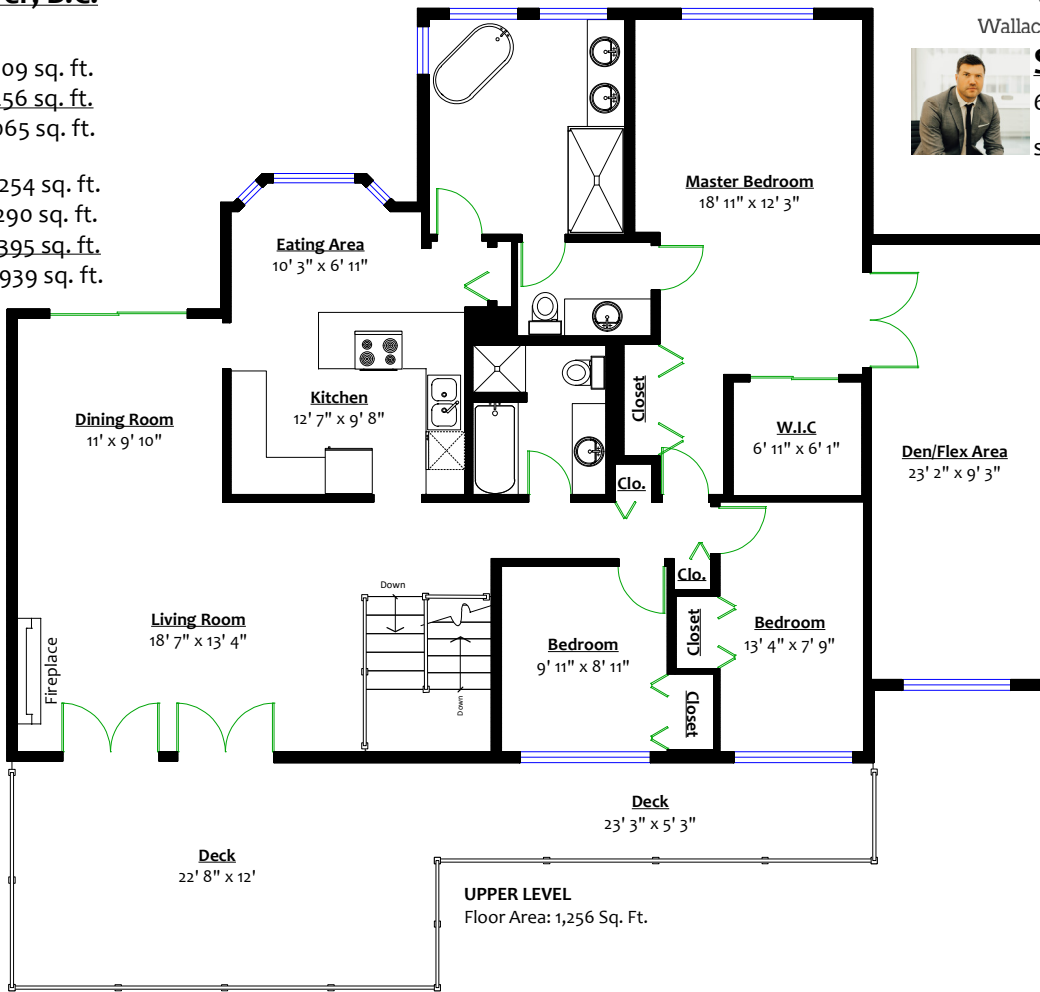 er, B.C.
09 sq. ft.
56 sq. ft.
065 sq. ft.
254 sq. ft.
290 sq. ft.
395 sq. ft.
939 sq. ft.
Wallac
Master Bedroom
18' 11" x 12' 3"
Eating Area
10' 3" x 6' 11"
Kitchen
12' 7" x 9' 8"
Closet
Dining Room
11' x 9' 10"
W.I.C
6' 11" x 6' 1"
Den/Flex Area
23' 2" x 9' 3"
Clo.
Clo.
Down
Living Room
18' 7" x 13' 4"
Fireplace
Down
Bedroom
9' 11" x 8' 11"
Closet
Bedroom
13' 4" x 7' 9"
Closet
Deck
23' 3" x 5' 3"
Deck
22' 8" x 12'
UPPER LEVEL
Floor Area: 1,256 Sq. Ft.